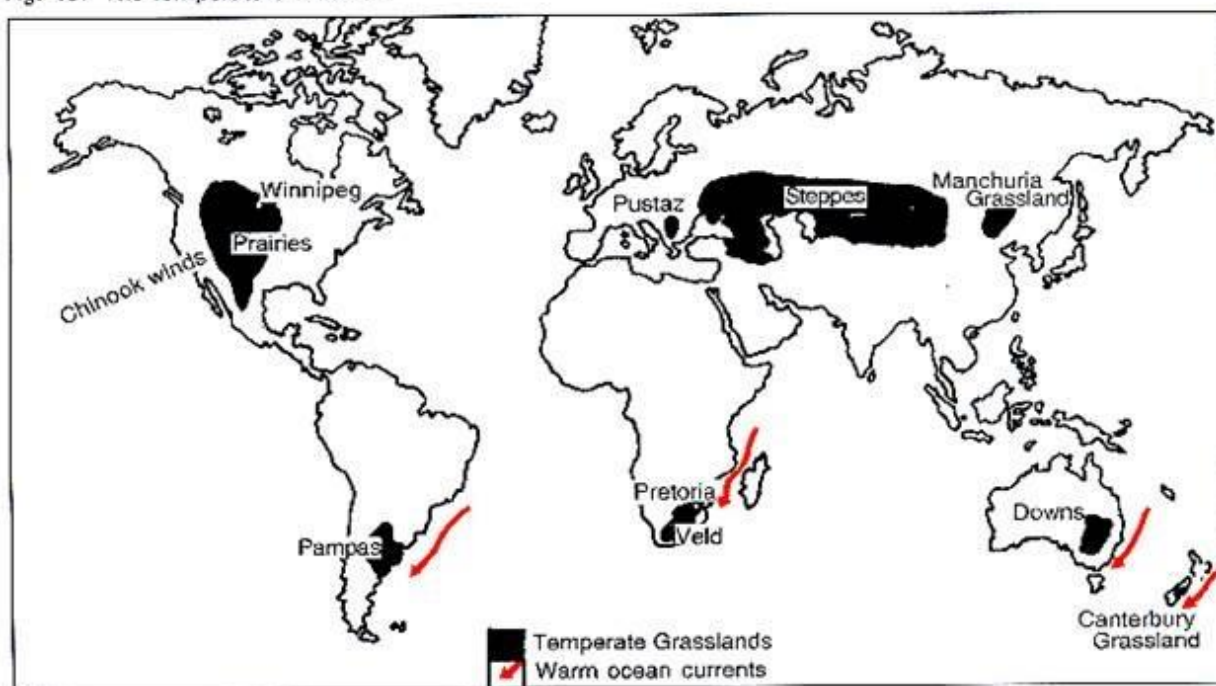 Winnipeg
Prairies
Chinook winds
Pustaz
Steppes
Manchuria
Grassland
Pampas
Pretoria
Veld
Downs
Canterbury
Grassland
Temperate Grasslands
Warm ocean currents